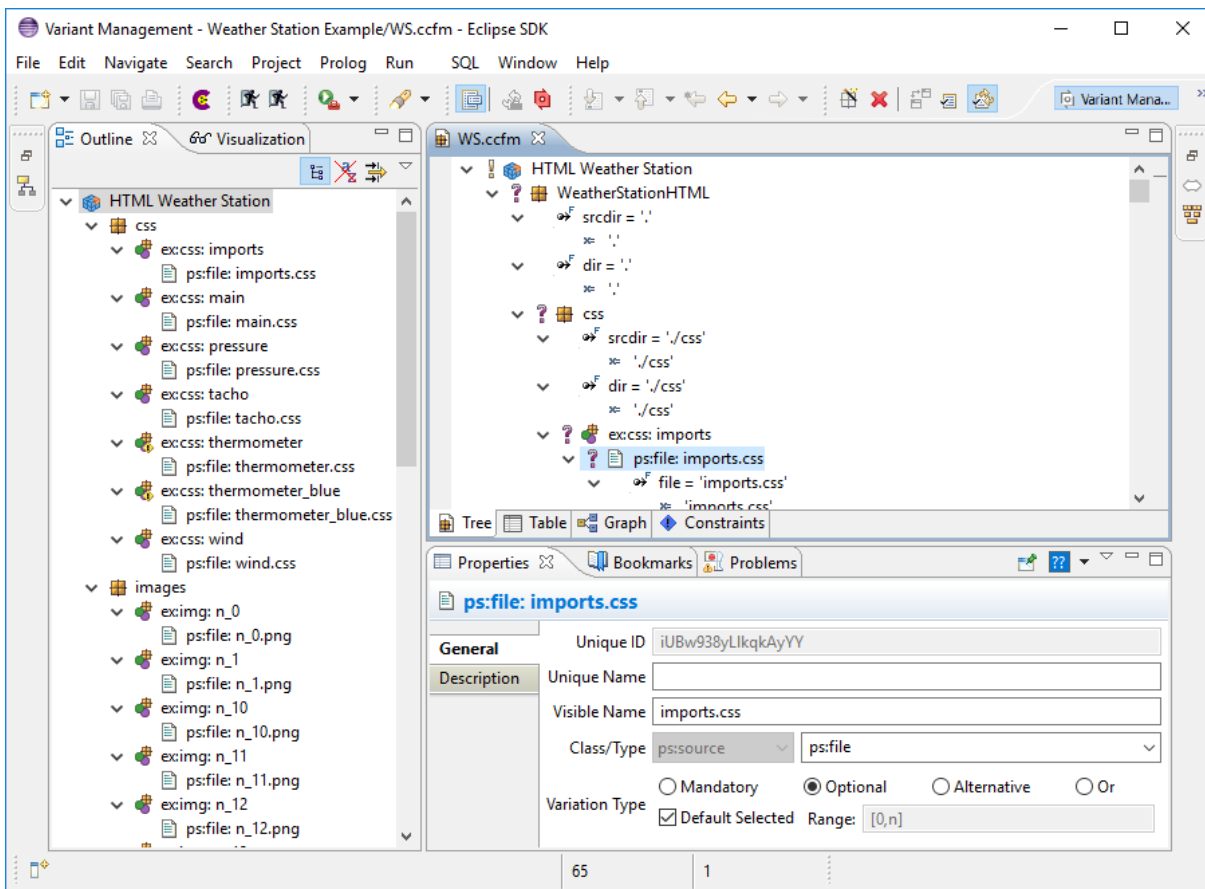 Variant Management - Weather Station Example/WS.ccfm - Eclipse SDK
File Edit Navigate Search Project Prolog Run SQL Window Help
Variant Mana...
Outline
Visualization
HTML Weather Station
css
ex:css: imports
ps:file: imports.css
ex:css: main
ps:file: main.css
ex:css: pressure
ps:file: pressure.css
ex:css: tacho
ps:file: tacho.css
ex:css: thermometer
ps:file: thermometer.css
ex:css: thermometer_blue
ps:file: thermometer_blue.css
ex:css: wind
ps:file: wind.css
images
ex:img: n_0
ps:file: n_0.png
ex:img: n_1
ps:file: n_1.png
ex:img: n_10
ps:file: n_10.png
ex:img: n_11
ps:file: n_11.png
ex:img: n_12
ps:file: n_12.png
WS.ccfm
HTML Weather Station
WeatherStationHTML
srcdir = '.'
'.'
dir = '.'
'.'
css
srcdir = './css'
'./css'
dir = './css'
'./css'
ex:css: imports
ps:file: imports.css
file = 'imports.css'
'imports.css'
Tree Table Graph Constraints
Properties Bookmarks Problems
ps:file: imports.css
General
Description
Unique ID iUBw938yLIkqkAyYY
Unique Name
Visible Name imports.css
Class/Type ps:source ps:file
Variation Type
Mandatory Optional Alternative Or
Default Selected Range: [0,n]
65 1